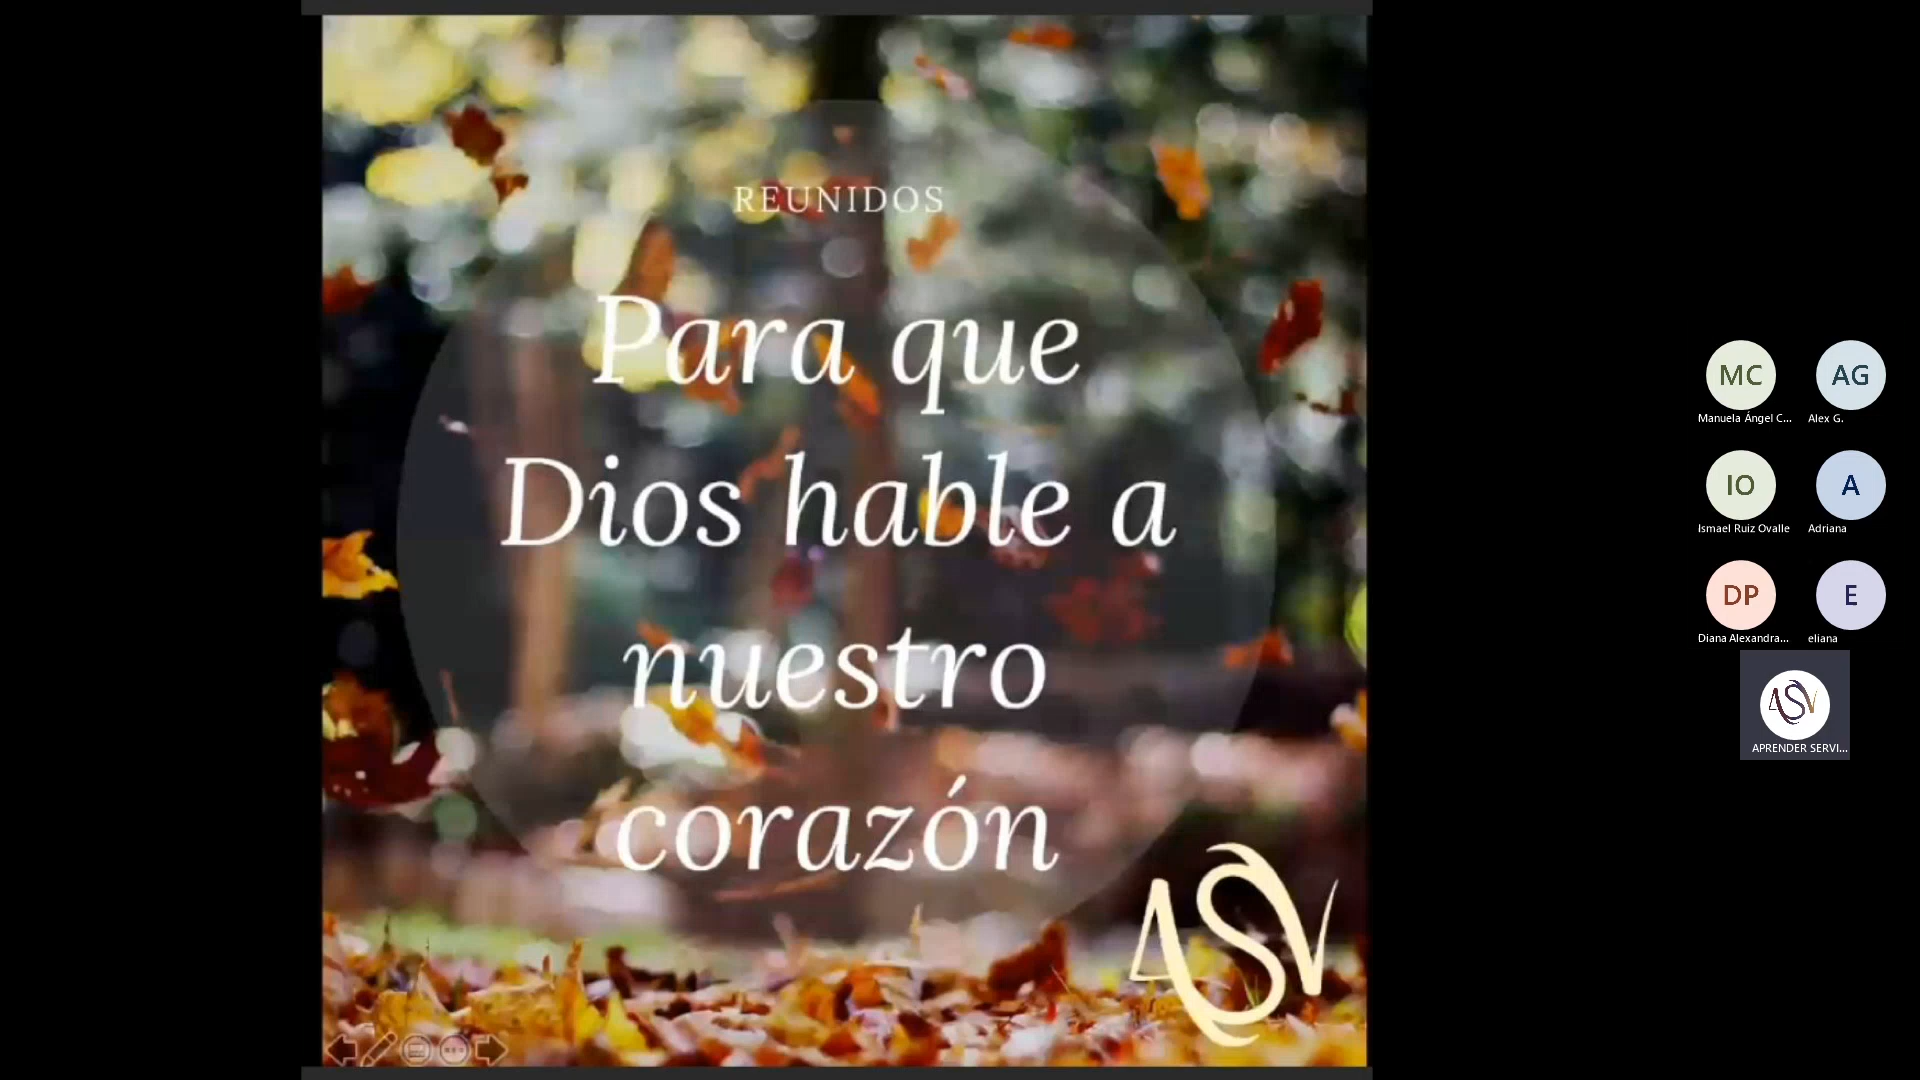 REUNIDOS
Para que
Dios hable a
nuestro
corazón
ASV
MC
AG
Manuela Ángel C...
Alex G.
IO
A
Ismael Ruiz Ovalle
Adriana
DP
E
Diana Alexandra...
eliana
ASV
APRENDER SERVI...